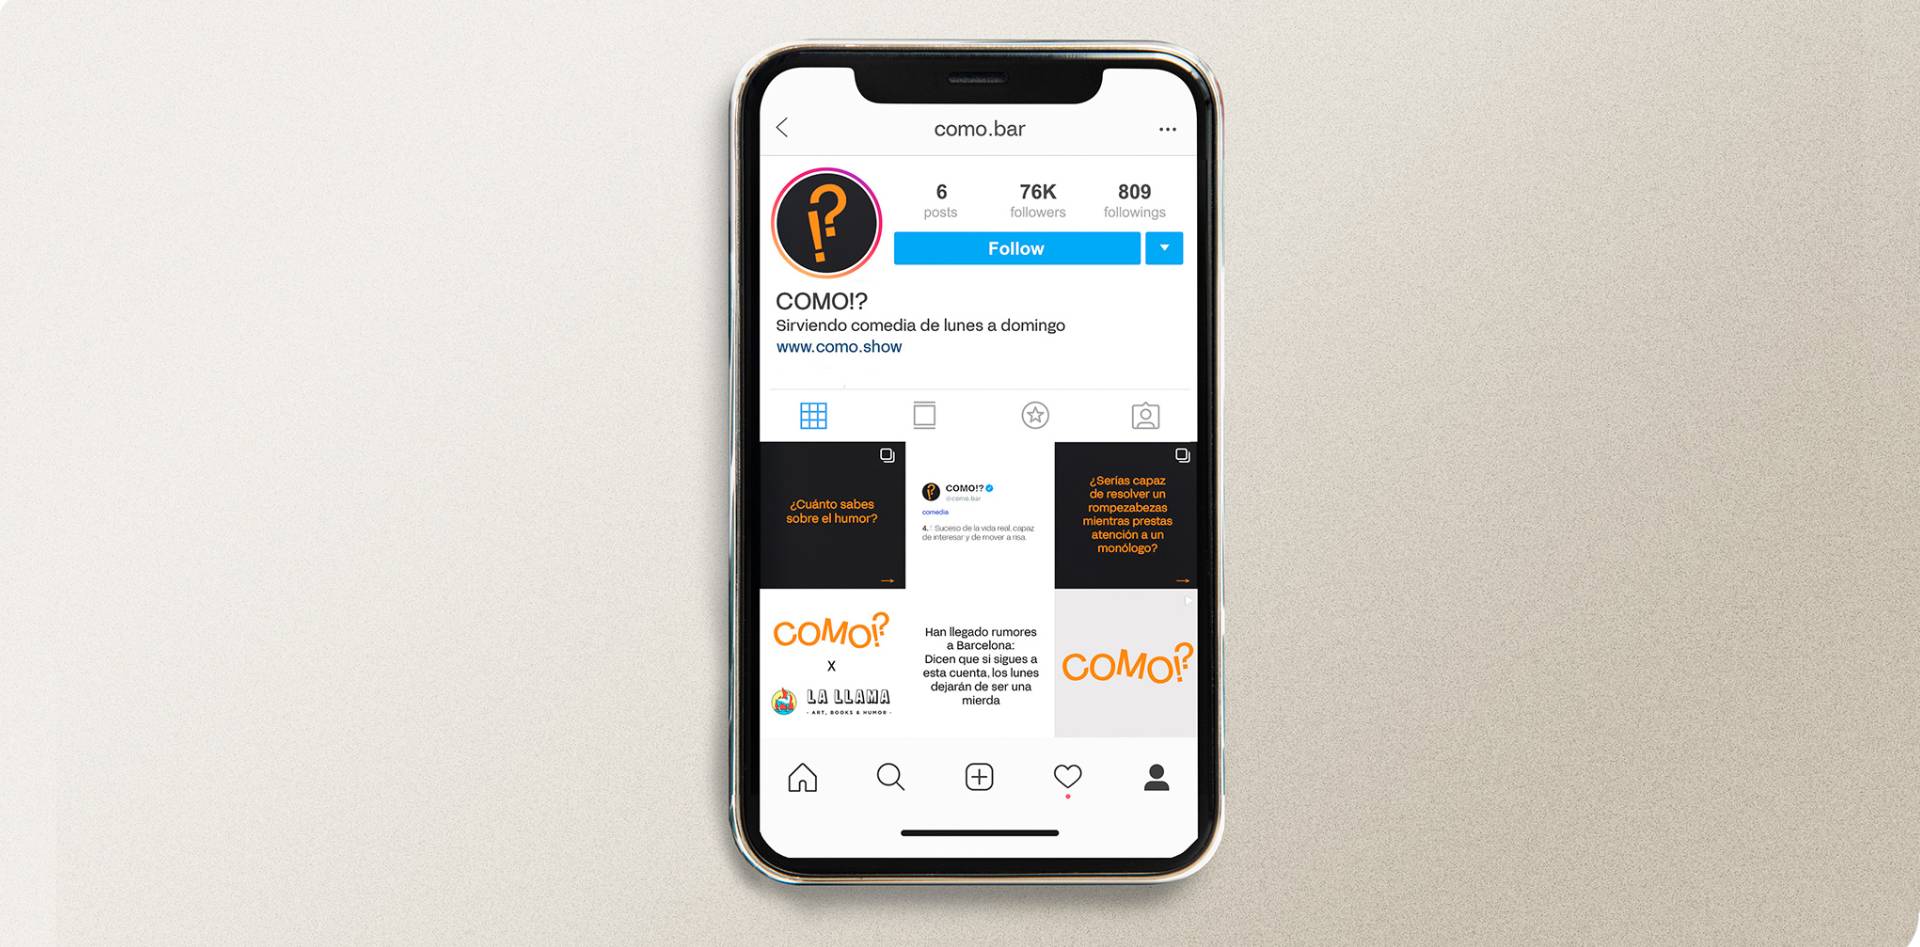 como.bar
6
76K
809
posts
followers
followings
Follow
COMO!?
Sirviendo comedia de lunes a domingo
www.como.show
¿Cuánto sabes
sobre el humor?
COMO!?
@como.bar
comedia
4. Suceso de la vida real, capaz
de interesar y de mover a risa.
¿Serías capaz
de resolver un
rompezabezas
mientras prestas
atención a un
monólogo?
COMO!?
X
LA LLAMA
- ART, BOOKS & HUMOR -
Han llegado rumores
a Barcelona:
Dicen que si sigues a
esta cuenta, los lunes
dejarán de ser una
mierda
COMO!?